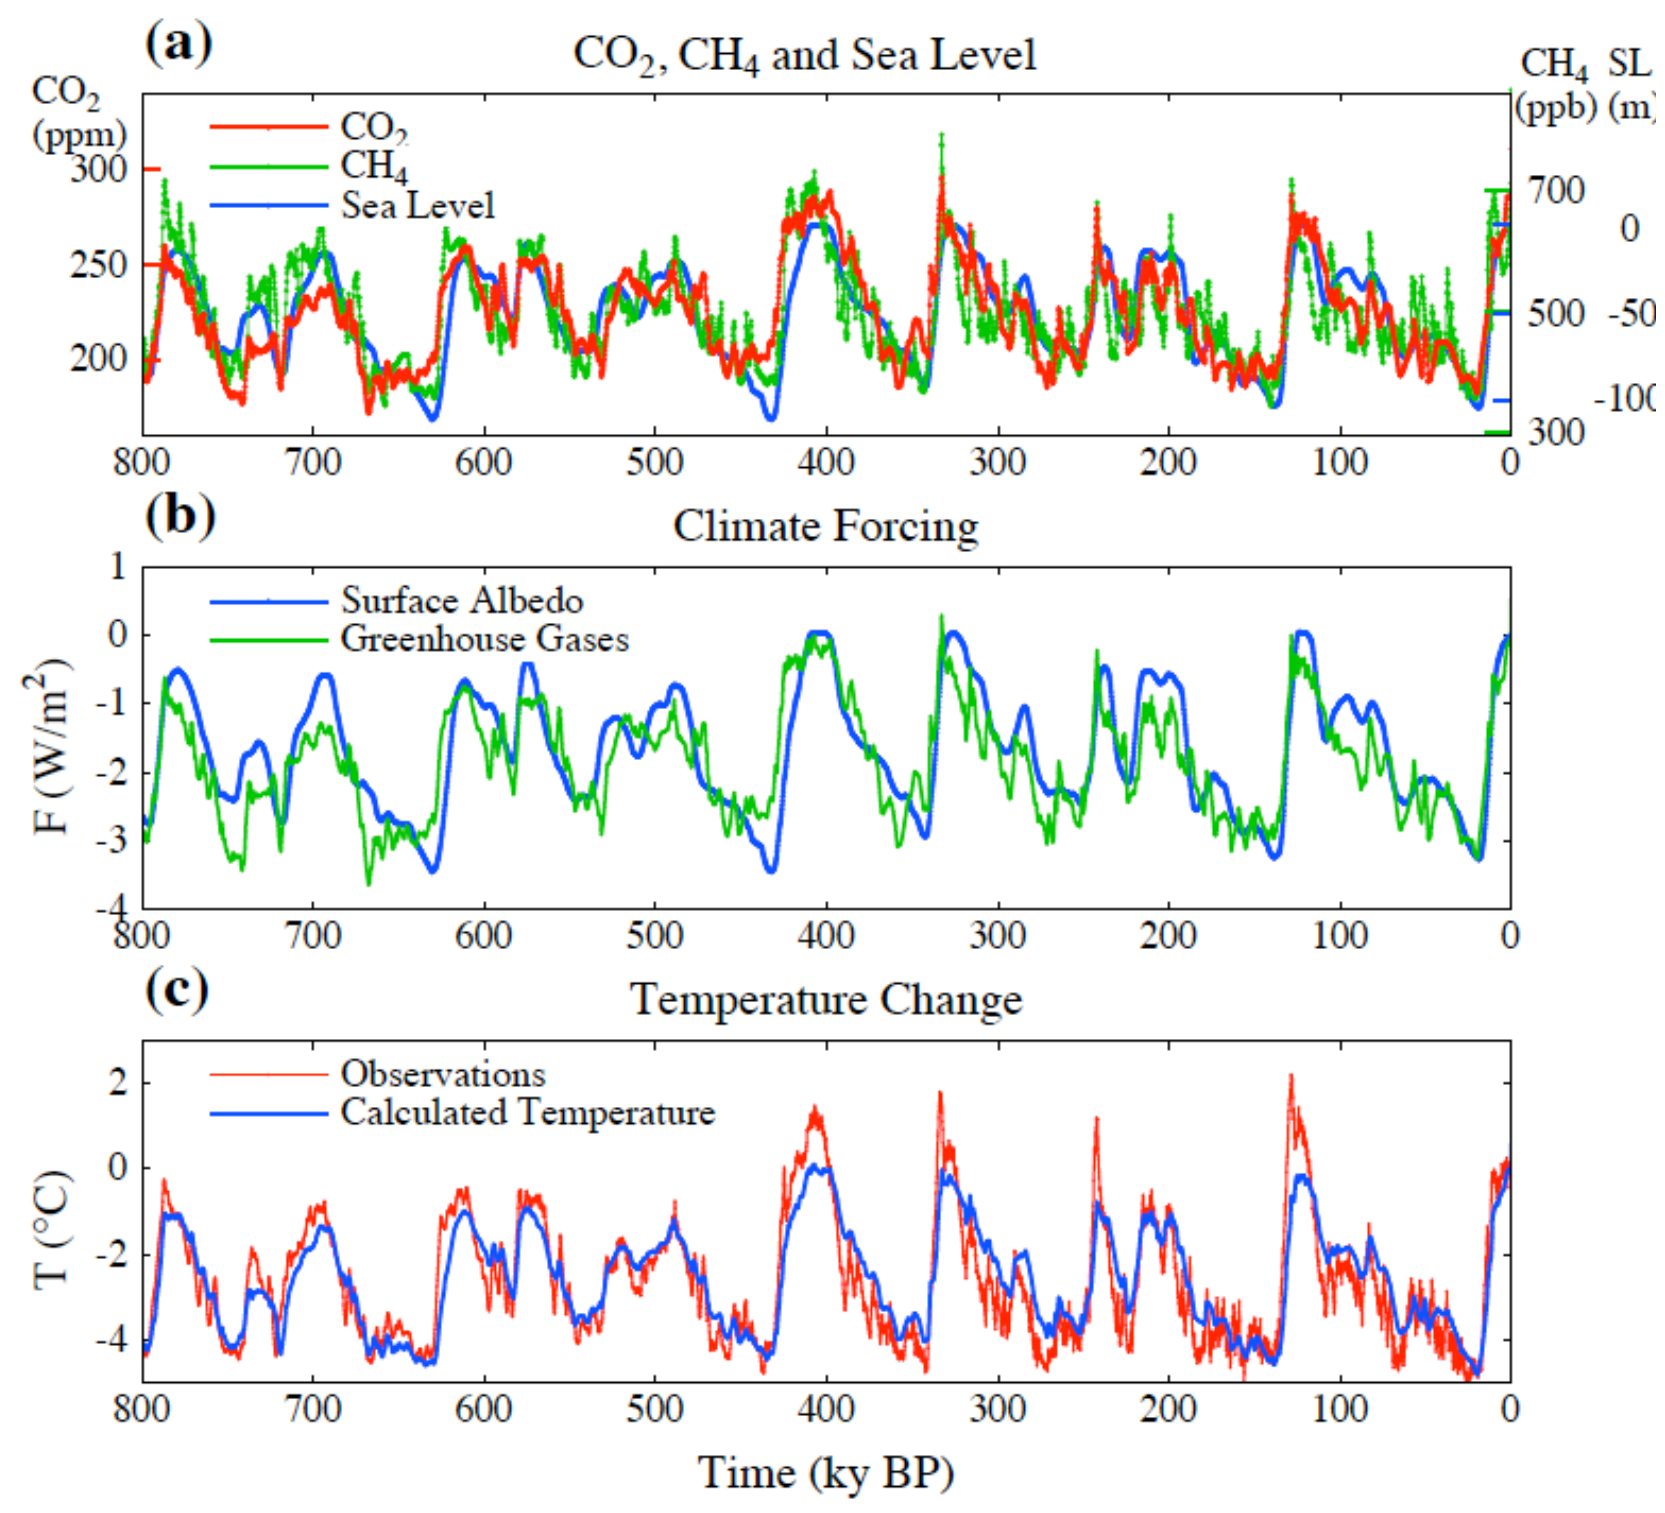 (a)
CO₂, CH₄ and Sea Level
CO₂
(ppm)
CH₄ SL
(ppb) (m)
CO₂
CH₄
Sea Level
300
250
200
700
500
300
0
-50
-100
800 700 600 500 400 300 200 100 0
(b)
Climate Forcing
Surface Albedo
Greenhouse Gases
F (W/m²)
1
0
-1
-2
-3
-4
800 700 600 500 400 300 200 100 0
(c)
Temperature Change
Observations
Calculated Temperature
T (°C)
2
0
-2
-4
800 700 600 500 400 300 200 100 0
Time (ky BP)